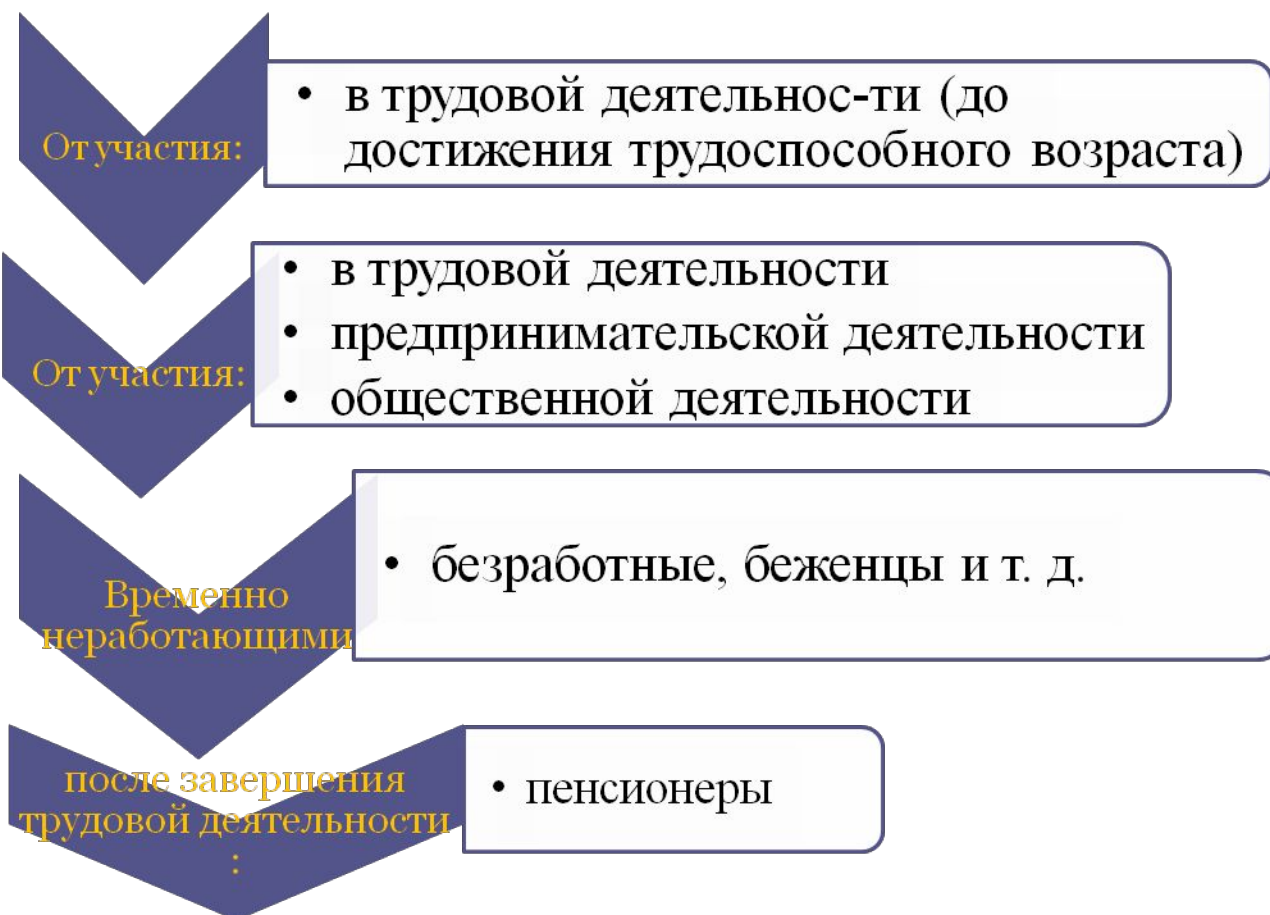 От участия:
• в трудовой деятельнос-ти (до
достижения трудоспособного возраста)
От участия:
• в трудовой деятельности
• предпринимательской деятельности
• общественной деятельности
Временно
неработающими
• безработные, беженцы и т. д.
после завершения
трудовой деятельности
:
• пенсионеры